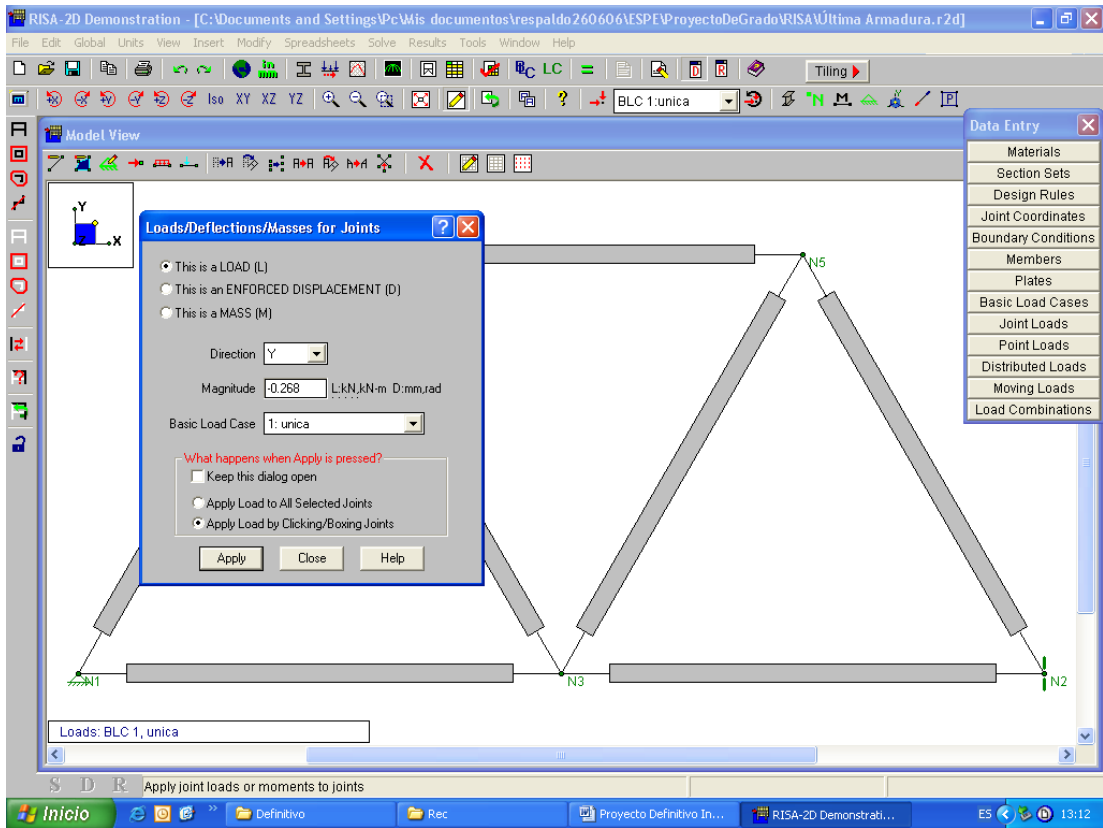 RISA-2D Demonstration - [C:\Documents and Settings\Pc\Mis documentos\respaldo260606\ESPE\ProyectoDeGrado\RISA\Última Armadura.r2d]
File Edit Global Units View Insert Modify Spreadsheets Solve Results Tools Window Help
BC LC = D R Tiling
Iso XY XZ YZ ? BLC 1:unica N M P
Model View
Data Entry
Materials
Section Sets
Design Rules
Joint Coordinates
Boundary Conditions
Members
Plates
Basic Load Cases
Joint Loads
Point Loads
Distributed Loads
Moving Loads
Load Combinations
Y
Z X
Loads/Deflections/Masses for Joints
This is a LOAD (L)
This is an ENFORCED DISPLACEMENT (D)
This is a MASS (M)
Direction Y
Magnitude -0.268 L:kN,kN-m D:mm,rad
Basic Load Case 1: unica
What happens when Apply is pressed?
Keep this dialog open
Apply Load to All Selected Joints
Apply Load by Clicking/Boxing Joints
Apply Close Help
N5
N1
N3
N2
Loads: BLC 1, unica
S D R Apply joint loads or moments to joints
Inicio » Definitivo Rec Proyecto Definitivo In... RISA-2D Demonstrati... ES 13:12